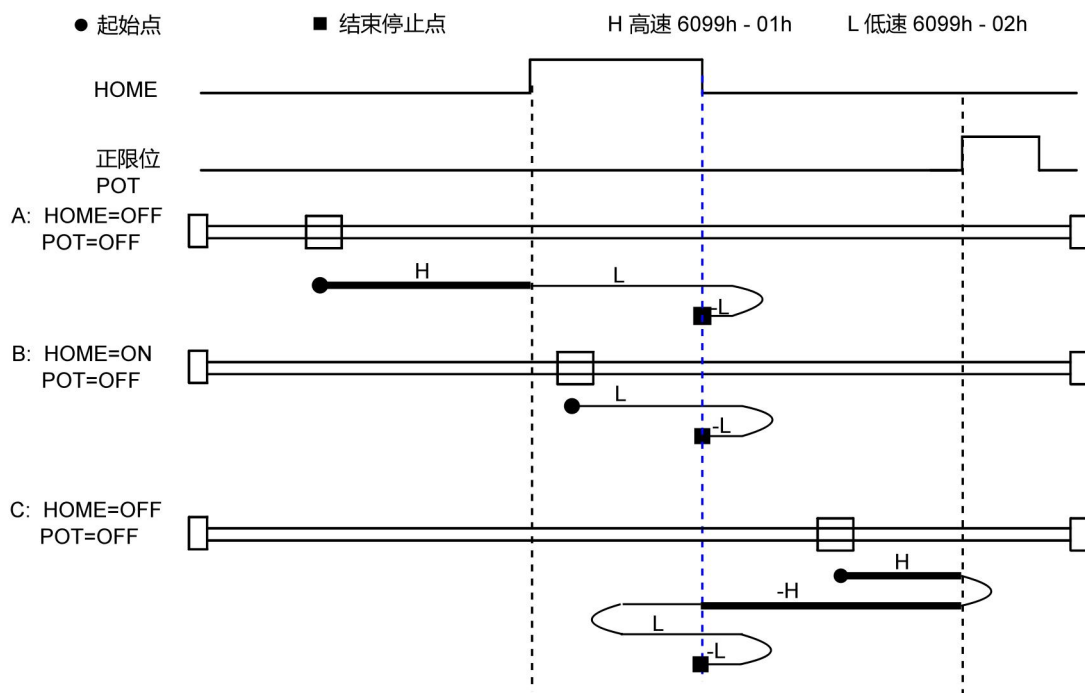 ● 起始点
■ 结束停止点
H 高速 6099h - 01h
L 低速 6099h - 02h
HOME
正限位
POT
A: HOME=OFF
POT=OFF
H
L
-L
B: HOME=ON
POT=OFF
L
-L
C: HOME=OFF
POT=OFF
H
-H
L
-L